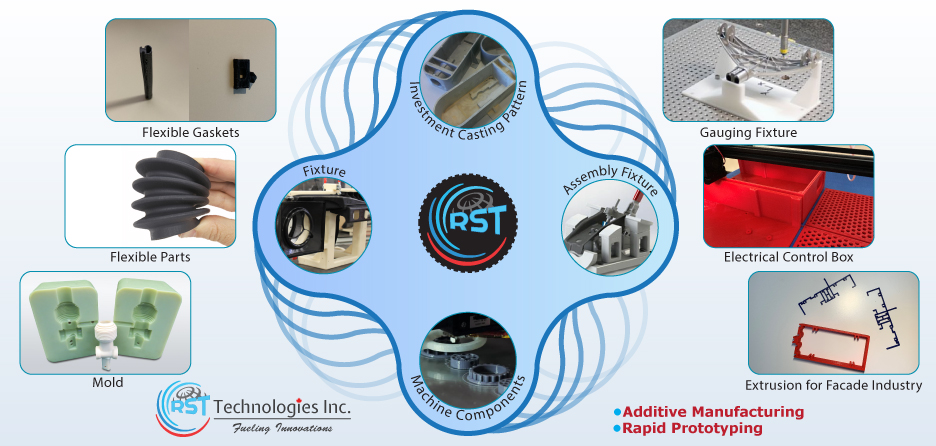 Investment Casting Pattern
Flexible Gaskets
Gauging Fixture
Fixture
Assembly Fixture
RST
Flexible Parts
Electrical Control Box
Mold
Machine Components
Extrusion for Facade Industry
RST Technologies Inc.
Fueling Innovations
Additive Manufacturing
Rapid Prototyping